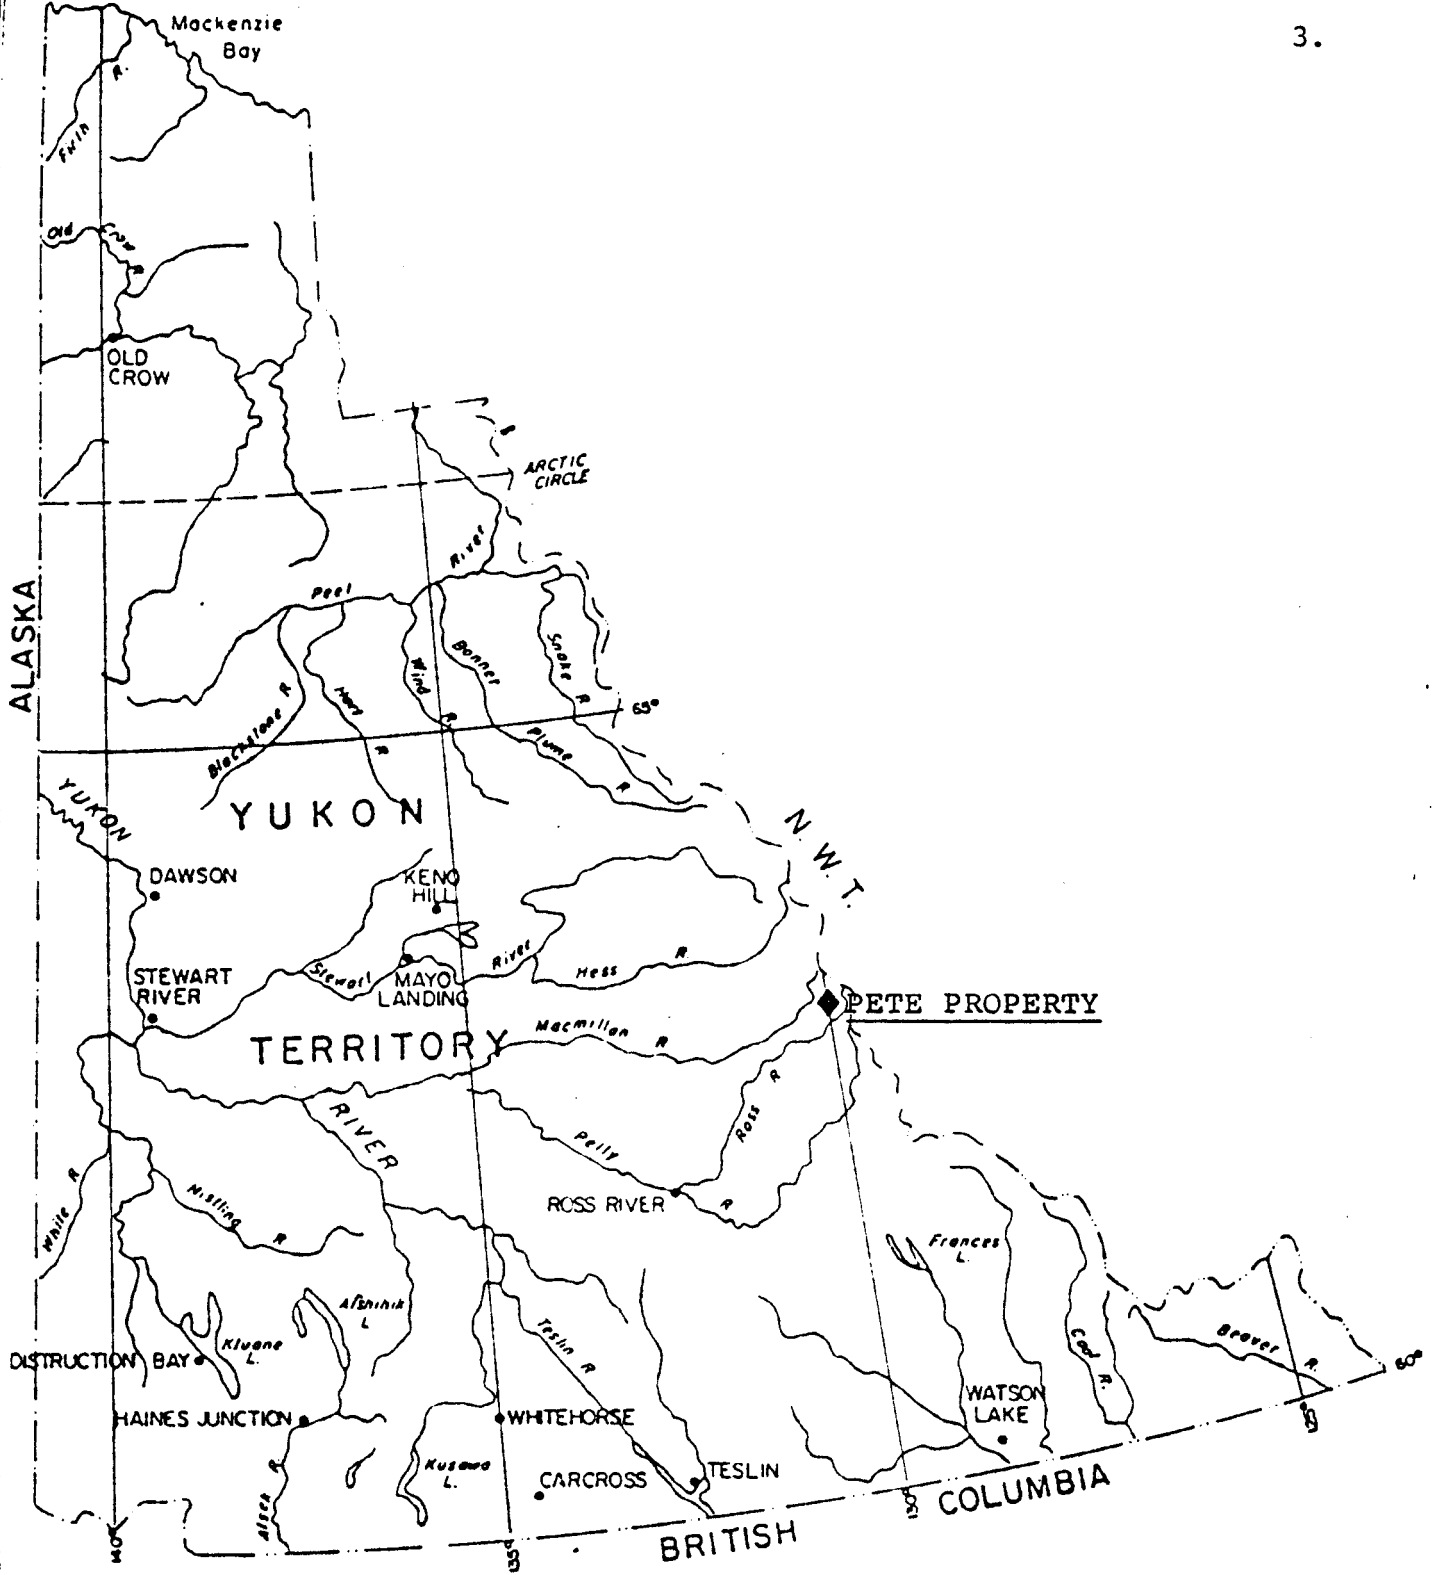 3.
Mackenzie
Bay
Firth
R.
Old Crow R
OLD
CROW
ARCTIC
CIRCLE
Peel River
ALASKA
Blackstone R
Hart R
Wind R
Bonnet Plume R
Snake R
65°
YUKON
YUKON
N.W.T.
DAWSON
KENO
HILL
STEWART
RIVER
Stewart River
MAYO
LANDING
Hess R.
PETE PROPERTY
TERRITORY
Macmillan R
RIVER
Pelly R
Ross R
ROSS RIVER
White R
Nistling R
Frances
L.
Aishihik
L
Kluane
L.
Teslin R
Coal R.
Beaver R.
60°
DISTRUCTION BAY
HAINES JUNCTION
WHITEHORSE
WATSON
LAKE
Kusawa
L.
CARCROSS
TESLIN
Alsek R
140°
135°
130°
125°
BRITISH COLUMBIA